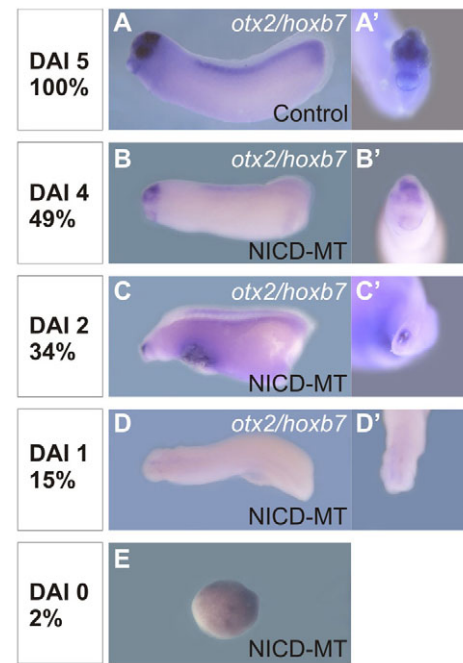 DAI 5
100%
A
otx2/hoxb7
Control
A'
DAI 4
49%
B
otx2/hoxb7
NICD-MT
B'
DAI 2
34%
C
otx2/hoxb7
NICD-MT
C'
DAI 1
15%
D
otx2/hoxb7
NICD-MT
D'
DAI 0
2%
E
NICD-MT